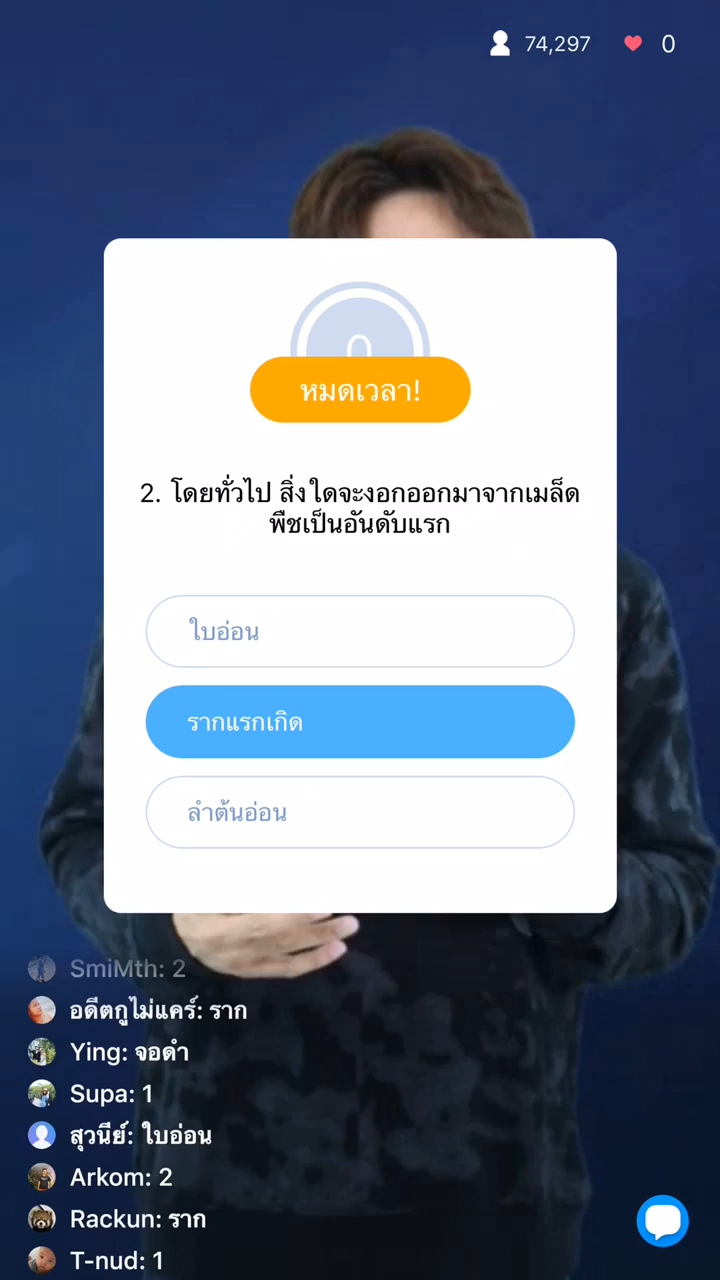 74,297
0
0
หมดเวลา!
2. โดยทั่วไป สิ่งใดจะงอกออกมาจากเมล็ด
พืชเป็นอันดับแรก
ใบอ่อน
รากแรกเกิด
ลำต้นอ่อน
SmiMth: 2
อดีตกูไม่แคร์: ราก
Ying: จอดำ
Supa: 1
สุวนีย์: ใบอ่อน
Arkom: 2
Rackun: ราก
T-nud: 1